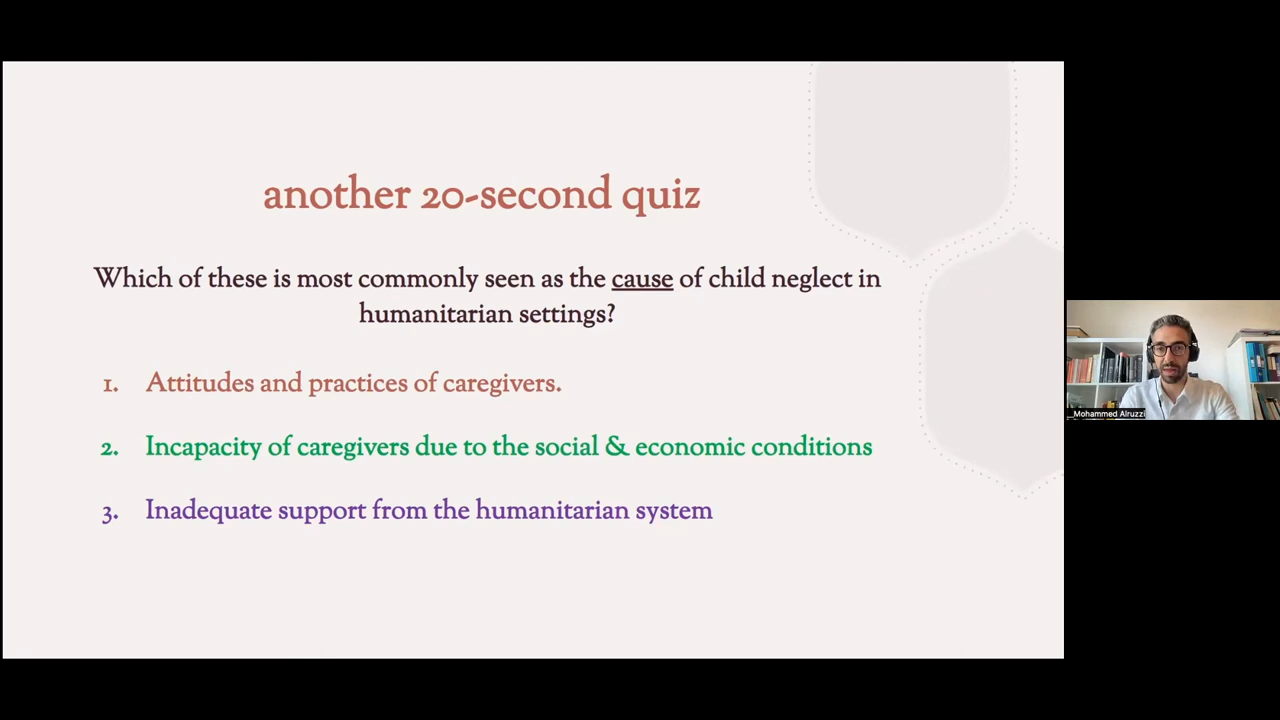 another 20-second quiz
Which of these is most commonly seen as the cause of child neglect in
humanitarian settings?
1. Attitudes and practices of caregivers.
2. Incapacity of caregivers due to the social & economic conditions
3. Inadequate support from the humanitarian system
_Mohammed Alruzzi